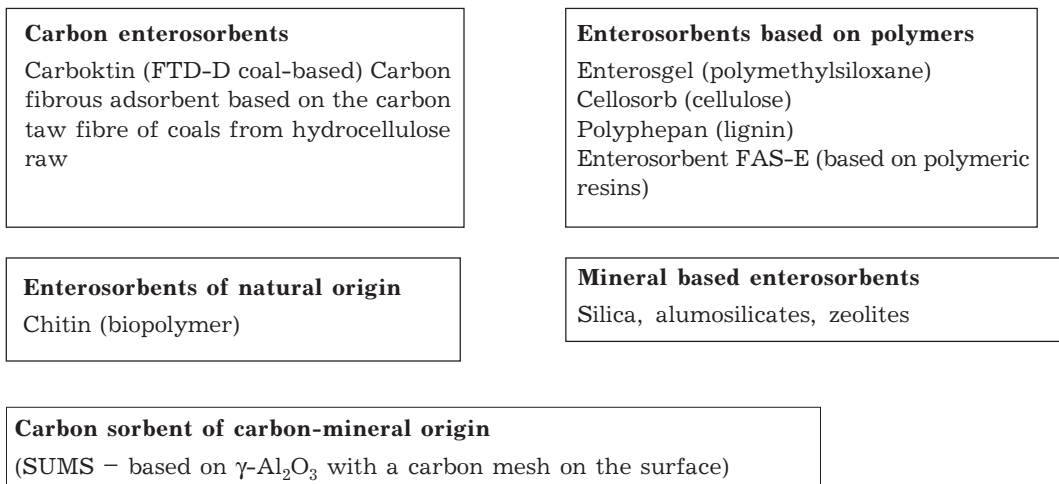 Carbon enterosorbents
Carboktin (FTD-D coal-based) Carbon
fibrous adsorbent based on the carbon
taw fibre of coals from hydrocellulose
raw
Enterosorbents based on polymers
Enterosgel (polymethylsiloxane)
Cellosorb (cellulose)
Polyphepan (lignin)
Enterosorbent FAS-E (based on polymeric
resins)
Enterosorbents of natural origin
Chitin (biopolymer)
Mineral based enterosorbents
Silica, alumosilicates, zeolites
Carbon sorbent of carbon-mineral origin
(SUMS – based on γ-Al₂O₃ with a carbon mesh on the surface)